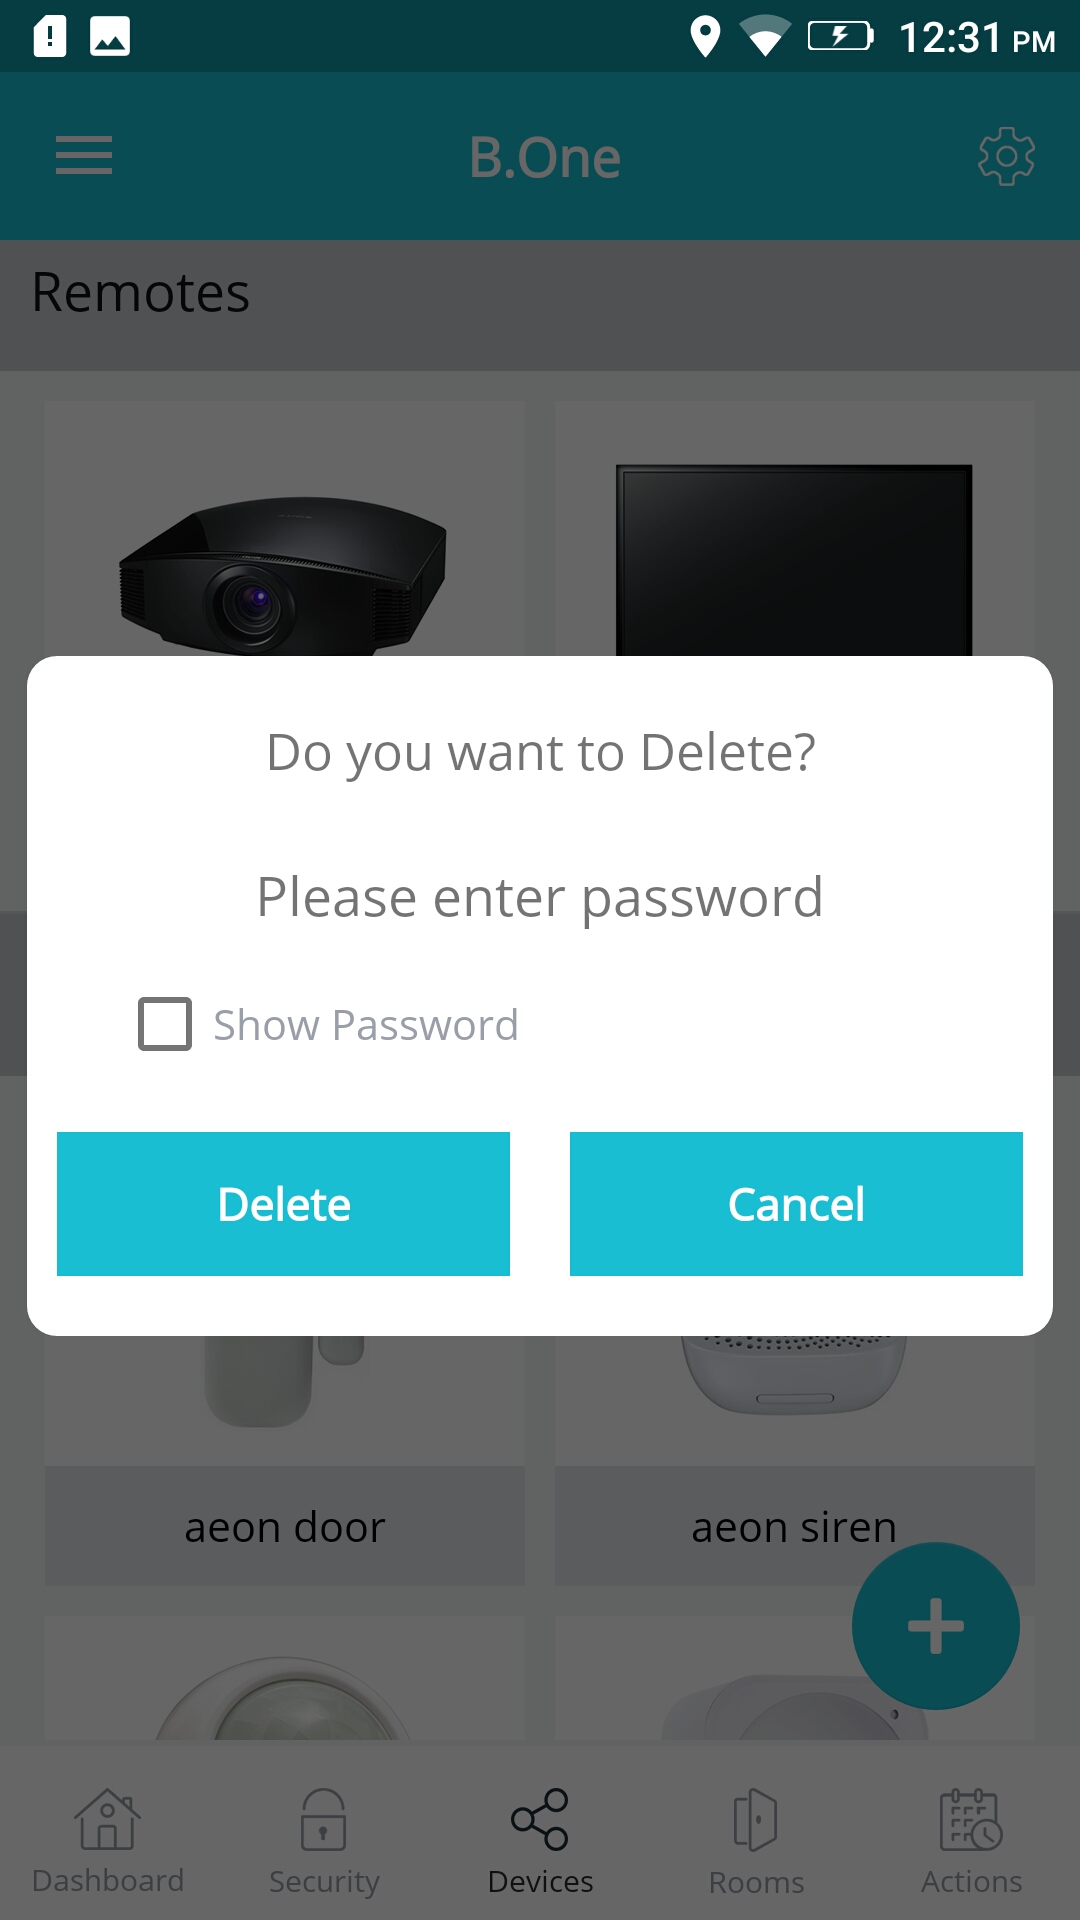 12:31 PM
B.One
Remotes
Do you want to Delete?
Please enter password
Show Password
Delete
Cancel
aeon door
aeon siren
Dashboard
Security
Devices
Rooms
Actions